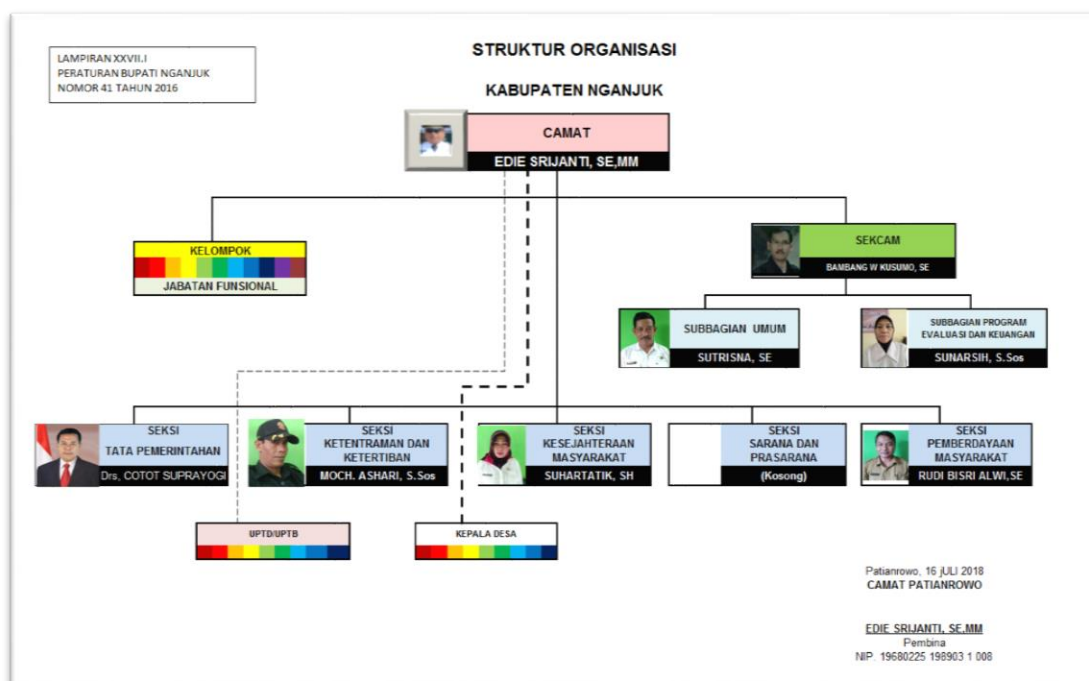 LAMPIRAN XXVII.I
PERATURAN BUPATI NGANJUK
NOMOR 41 TAHUN 2016
STRUKTUR ORGANISASI
KABUPATEN NGANJUK
CAMAT
EDIE SRIJANTI, SE,MM
KELOMPOK
JABATAN FUNSIONAL
SEKCAM
BAMBANG W KUSUMO, SE
SUBBAGIAN UMUM
SUTRISNA, SE
SUBBAGIAN PROGRAM
EVALUASI DAN KEUANGAN
SUNARSIH, S.Sos
SEKSI
TATA PEMERINTAHAN
Drs, COTOT SUPRAYOGI
SEKSI
KETENTRAMAN DAN
KETERTIBAN
MOCH. ASHARI, S.Sos
SEKSI
KESEJAHTERAAN
MASYARAKAT
SUHARTATIK, SH
SEKSI
SARANA DAN
PRASARANA
(Kosong)
SEKSI
PEMBERDAYAAN
MASYARAKAT
RUDI BISRI ALWI,SE
UPTD/UPTB
KEPALA DESA
Patianrowo, 16 jULI 2018
CAMAT PATIANROWO
EDIE SRIJANTI, SE,MM
Pembina
NIP. 19680225 198903 1 008